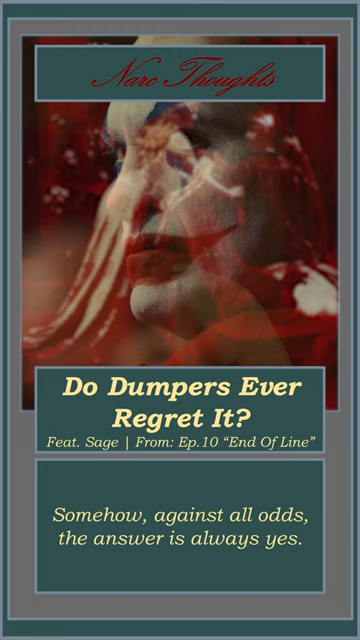 Narc Thoughts
Do Dumpers Ever
Regret It?
Feat. Sage | From: Ep.10 “End Of Line”
Somehow, against all odds,
the answer is always yes.